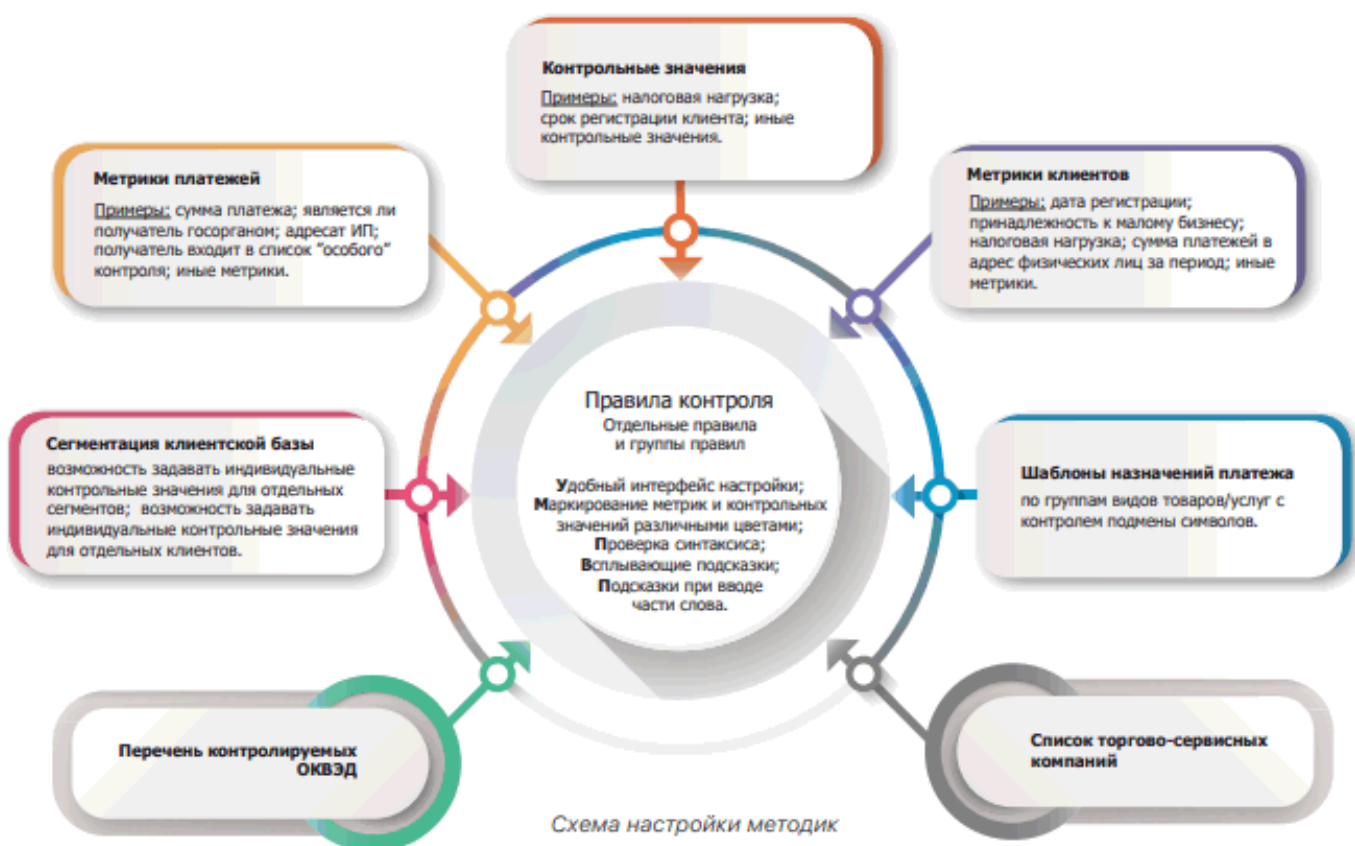 Контрольные значения
Примеры: налоговая нагрузка;
срок регистрации клиента; иные
контрольные значения.
Метрики платежей
Примеры: сумма платежа; является ли
получатель госорганом; адресат ИП;
получатель входит в список "особого"
контроля; иные метрики.
Метрики клиентов
Примеры: дата регистрации;
принадлежность к малому бизнесу;
налоговая нагрузка; сумма платежей в
адрес физических лиц за период; иные
метрики.
Сегментация клиентской базы
возможность задавать индивидуальные
контрольные значения для отдельных
сегментов; возможность задавать
индивидуальные контрольные значения
для отдельных клиентов.
Правила контроля
Отдельные правила
и группы правил
Удобный интерфейс настройки;
Маркирование метрик и контрольных
значений различными цветами;
Проверка синтаксиса;
Всплывающие подсказки;
Подсказки при вводе
части слова.
Шаблоны назначений платежа
по группам видов товаров/услуг с
контролем подмены символов.
Перечень контролируемых
ОКВЭД
Список торгово-сервисных
компаний
Схема настройки методик